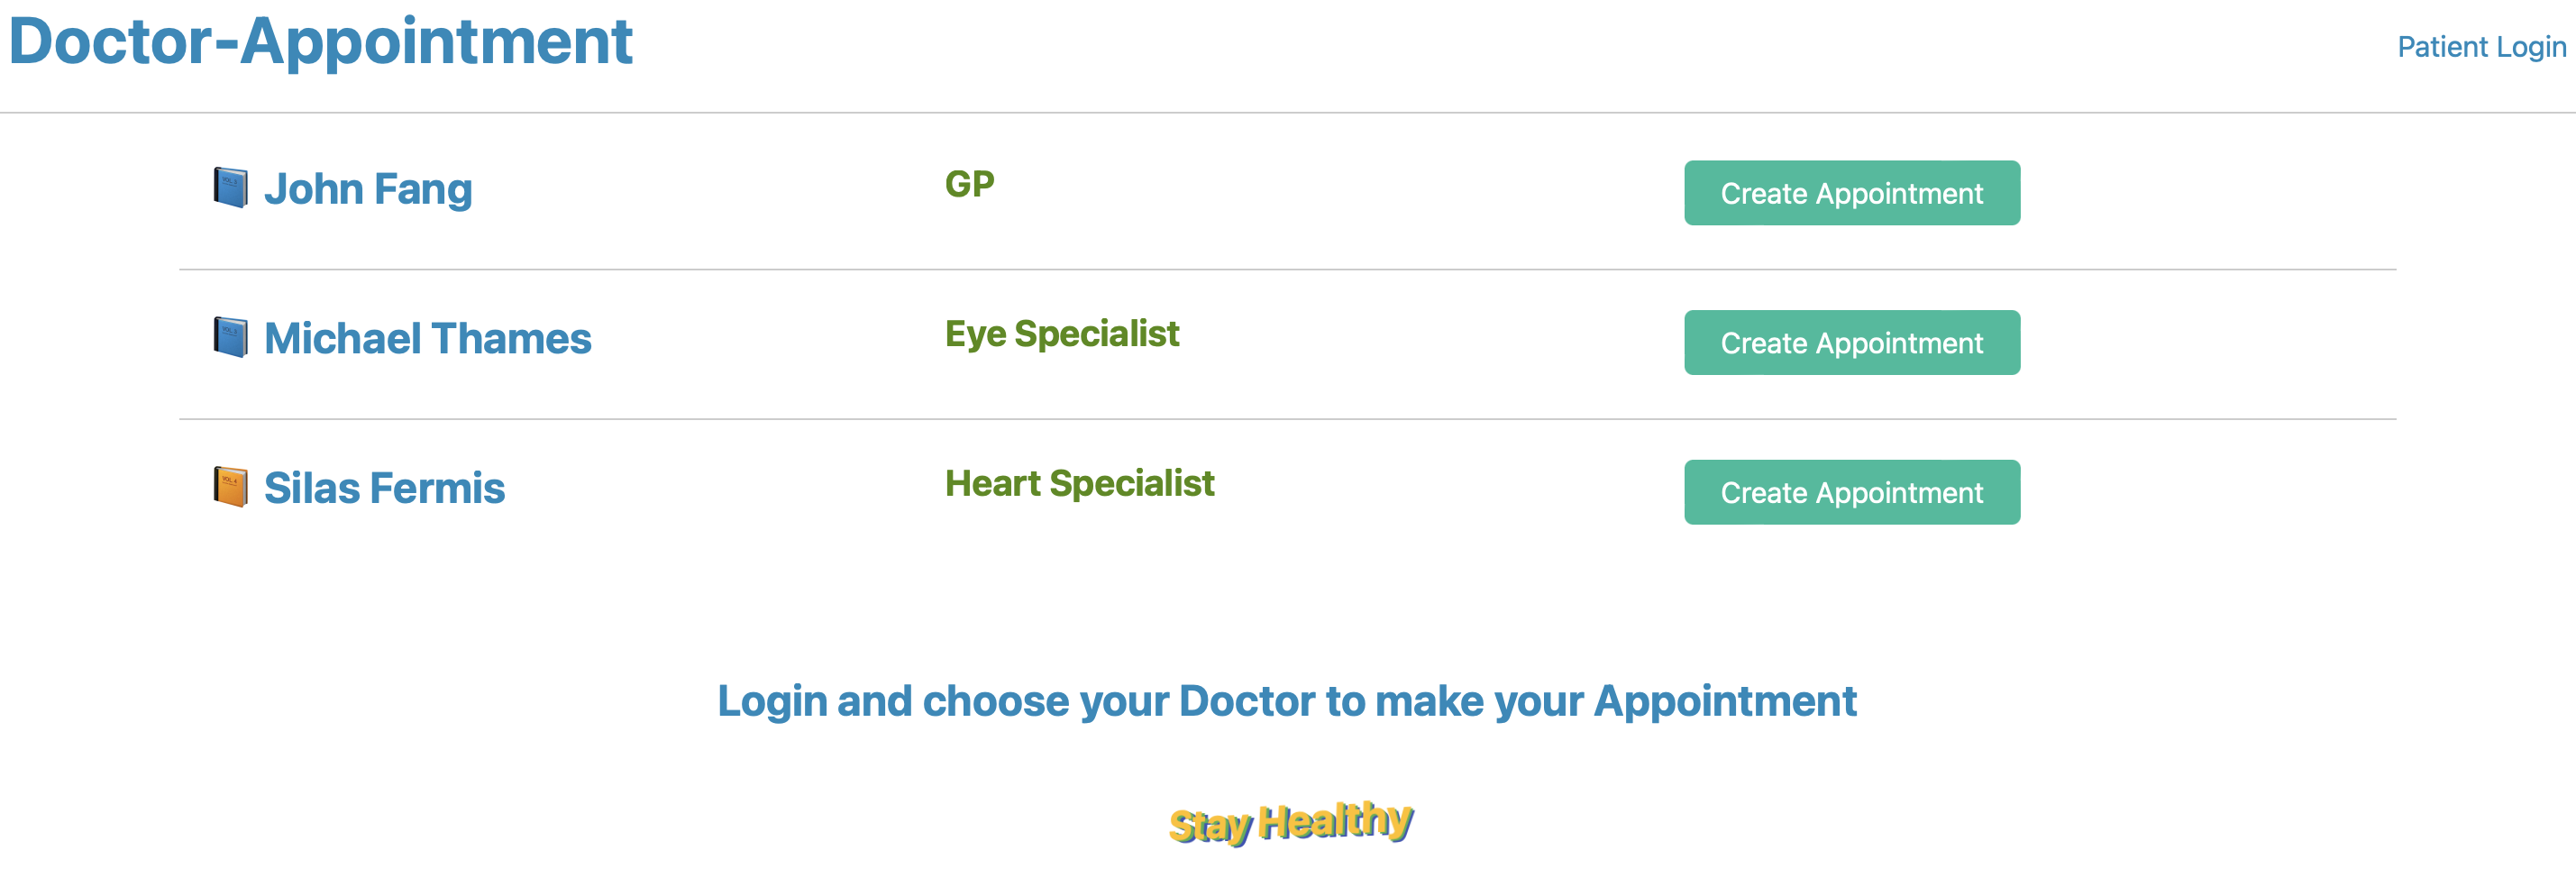 Doctor-Appointment
Patient Login
John Fang GP Create Appointment
Michael Thames Eye Specialist Create Appointment
Silas Fermis Heart Specialist Create Appointment
Login and choose your Doctor to make your Appointment
Stay Healthy